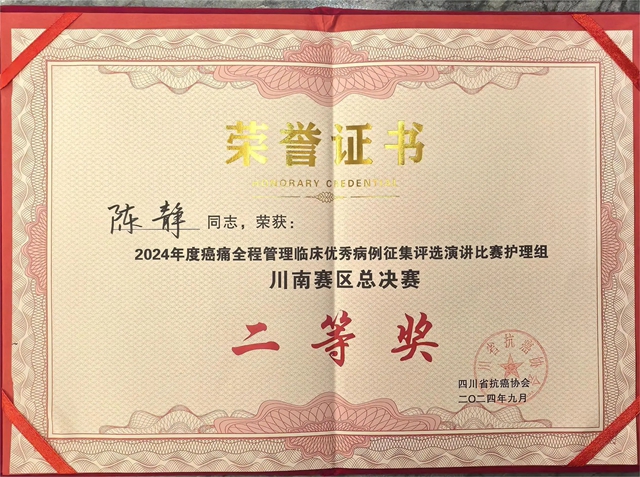 荣誉证书
HONORARY CREDENTIAL
陈静 同志，荣获：
2024年度癌痛全程管理临床优秀病例征集评选演讲比赛护理组
川南赛区总决赛
二等奖
四川省抗癌协会
二〇二四年九月